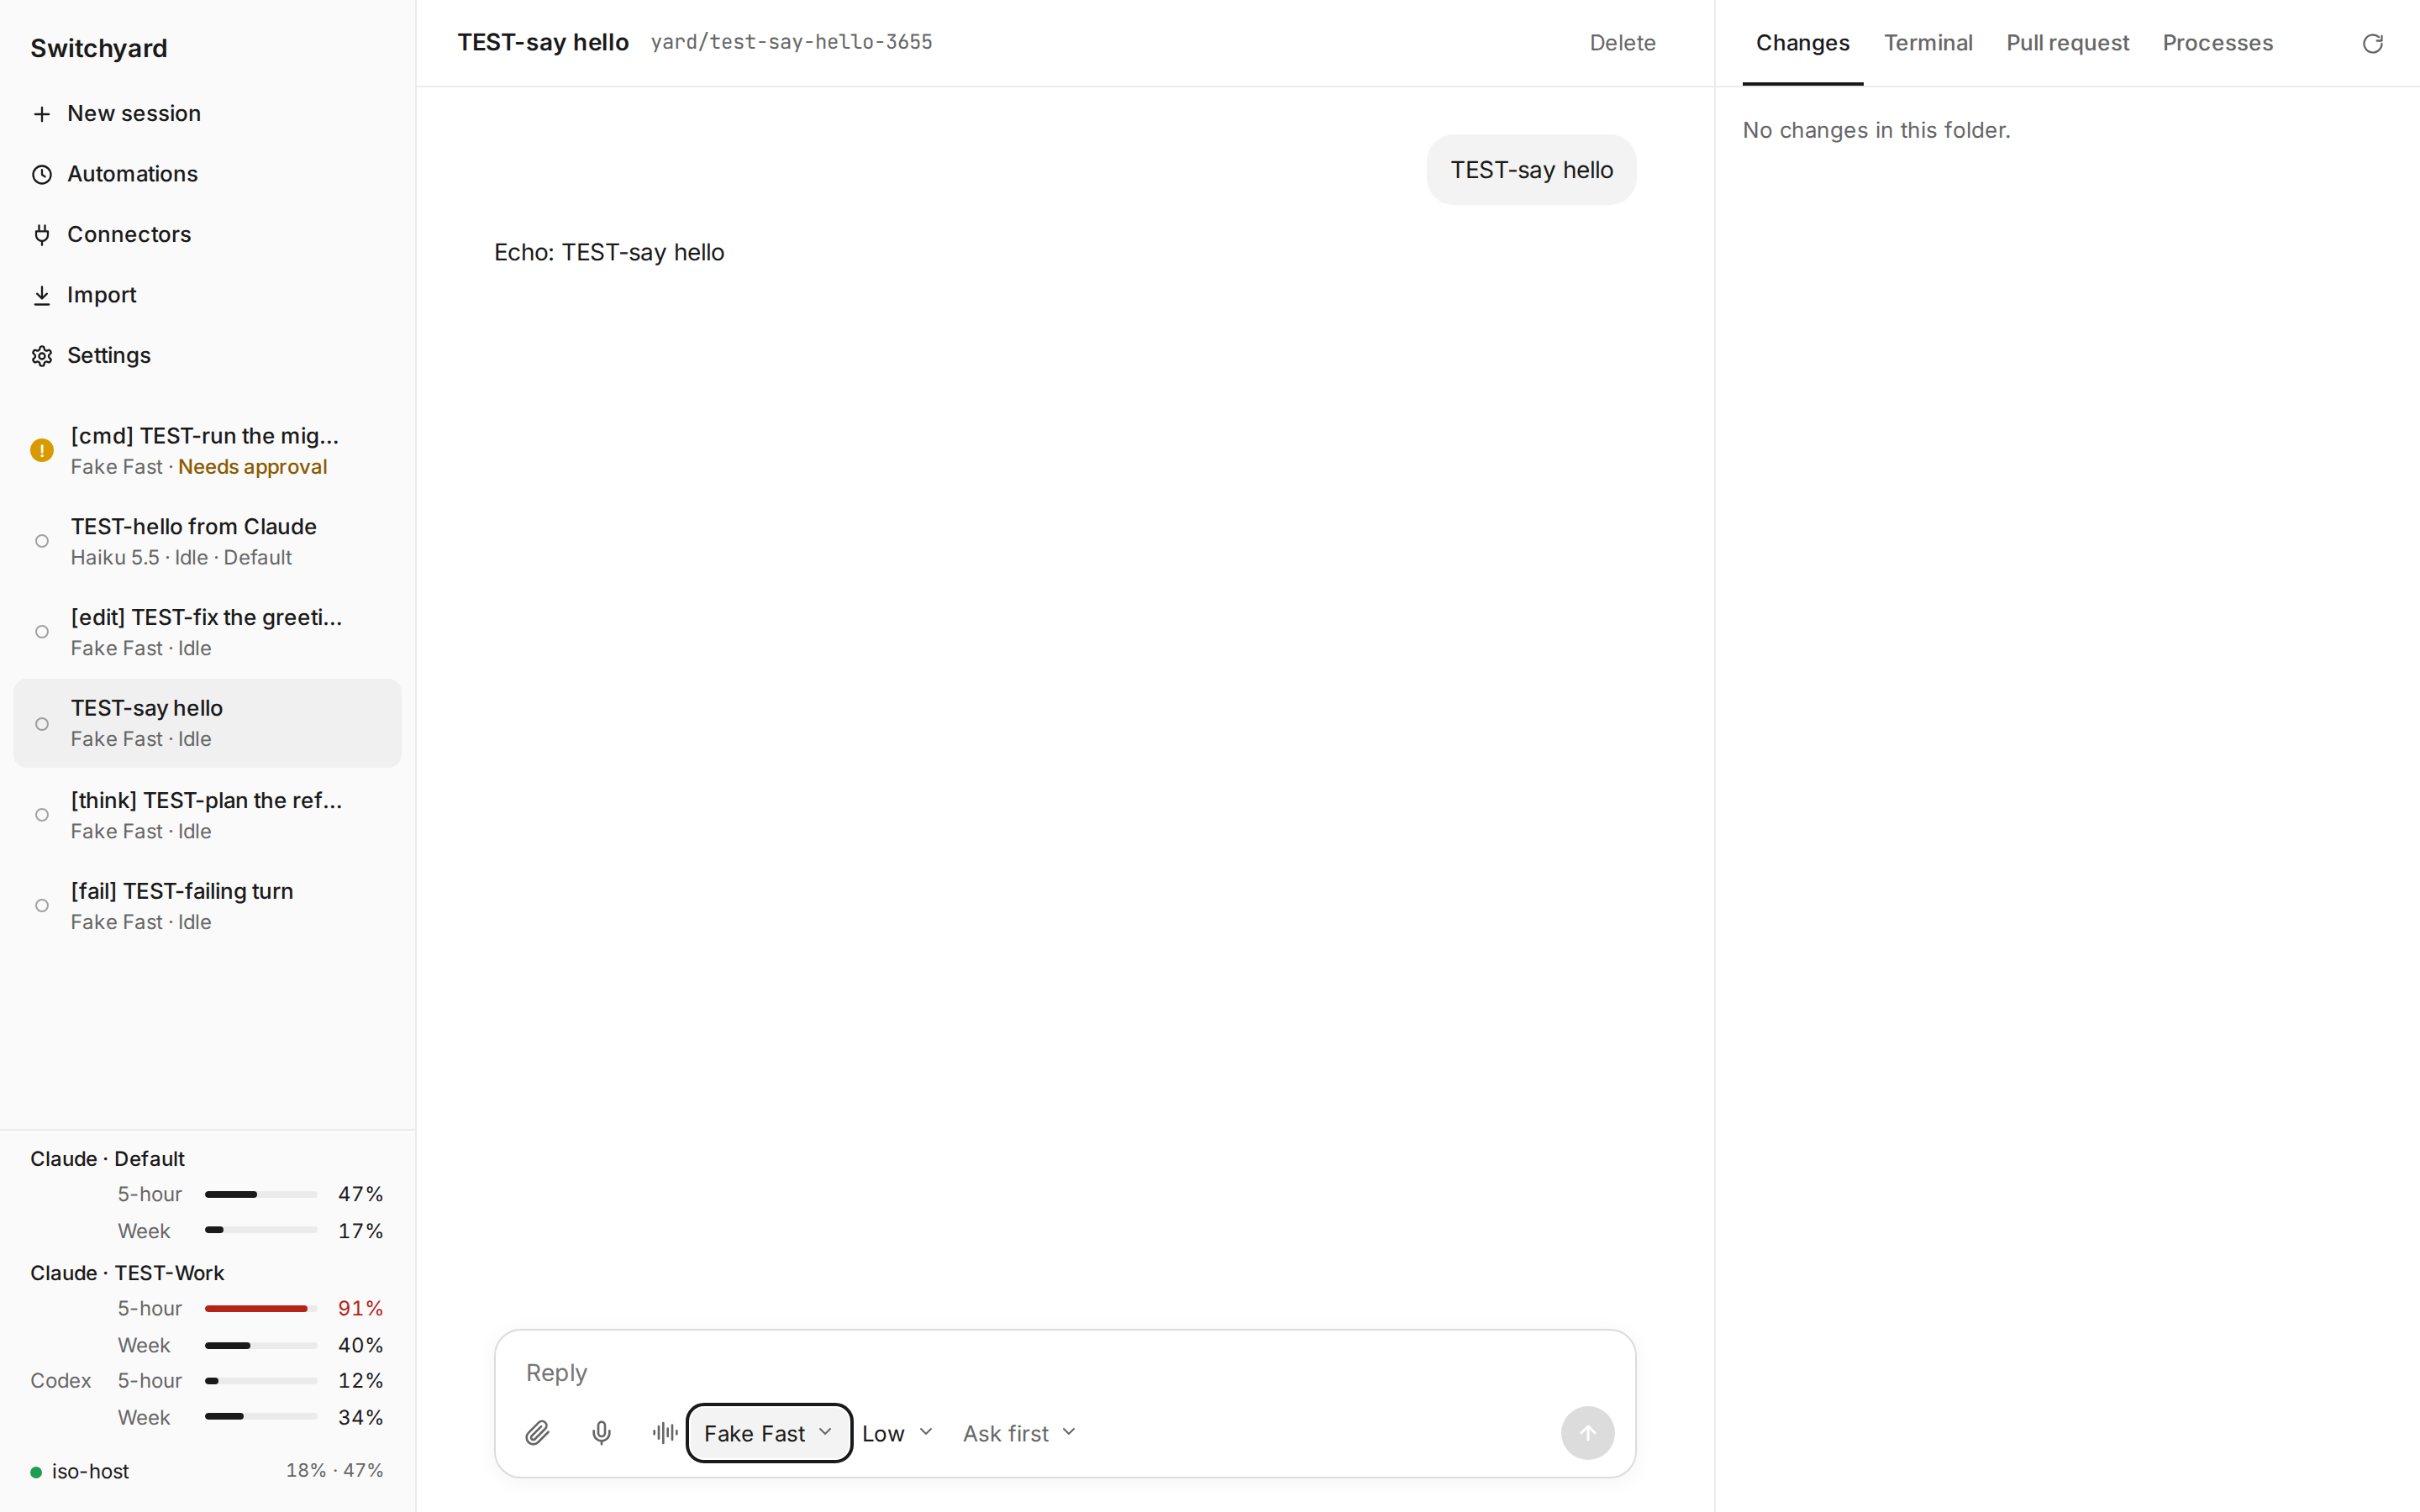 Switchyard
New session
Automations
Connectors
Import
Settings
[cmd] TEST-run the mig...
Fake Fast · Needs approval
TEST-hello from Claude
Haiku 5.5 · Idle · Default
[edit] TEST-fix the greeti...
Fake Fast · Idle
TEST-say hello
Fake Fast · Idle
[think] TEST-plan the ref...
Fake Fast · Idle
[fail] TEST-failing turn
Fake Fast · Idle
Claude · Default
5-hour 47%
Week 17%
Claude · TEST-Work
5-hour 91%
Week 40%
Codex 5-hour 12%
Week 34%
iso-host 18% · 47%
TEST-say hello yard/test-say-hello-3655 Delete
TEST-say hello
Echo: TEST-say hello
Reply
Fake Fast Low Ask first
Changes Terminal Pull request Processes
No changes in this folder.